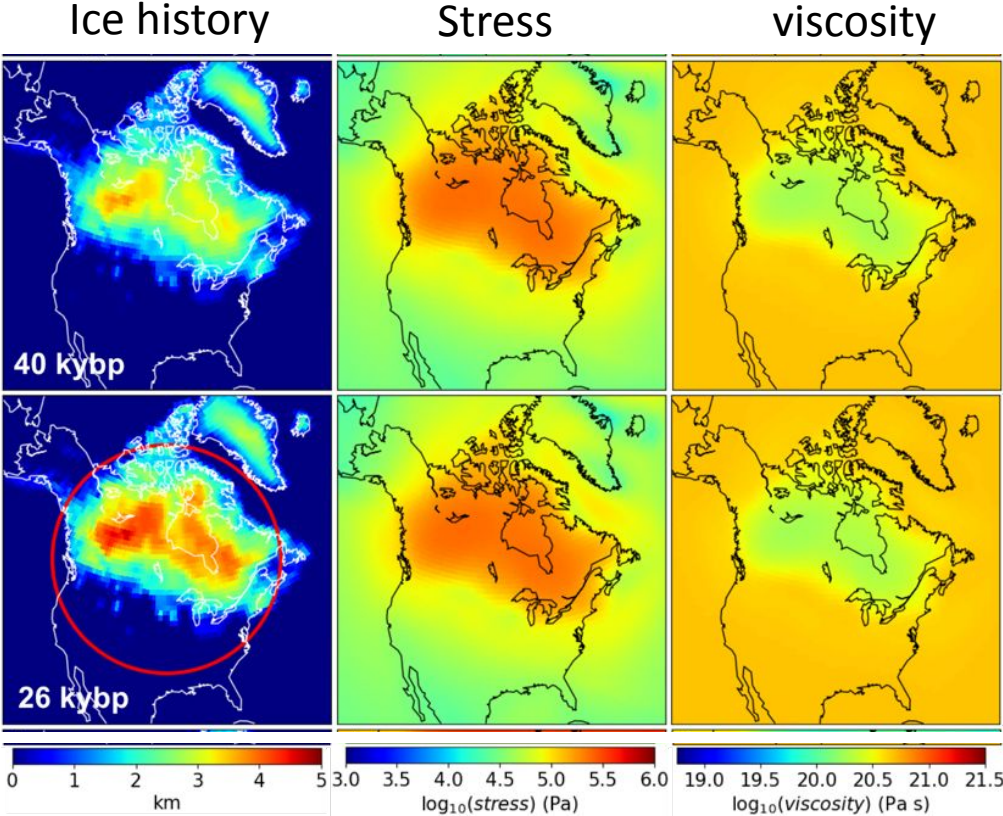 Ice history Stress viscosity
40 kybp
26 kybp
0 1 2 3 4 5 3.0 3.5 4.0 4.5 5.0 5.5 6.0 19.0 19.5 20.0 20.5 21.0 21.5
km log₁₀(stress) (Pa) log₁₀(viscosity) (Pa s)